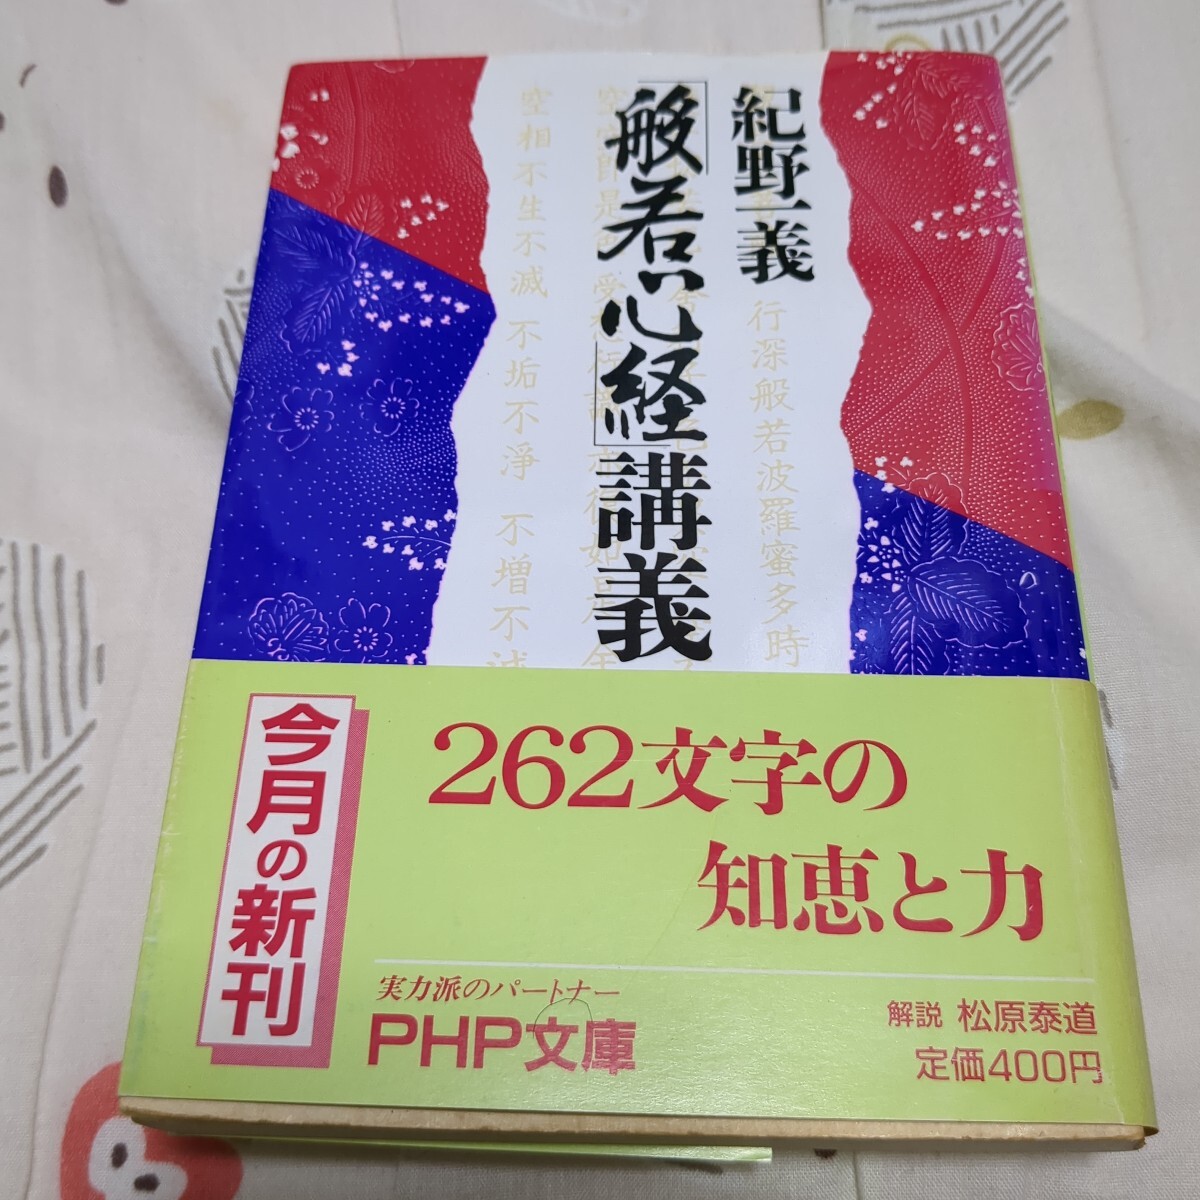 紀野一義
「般若心経」講義
行深般若波羅蜜多時
空相不生不滅 不垢不淨 不増不減
今月の新刊
262文字の
知恵と力
実力派のパートナー
PHP文庫
解説 松原泰道
定価400円